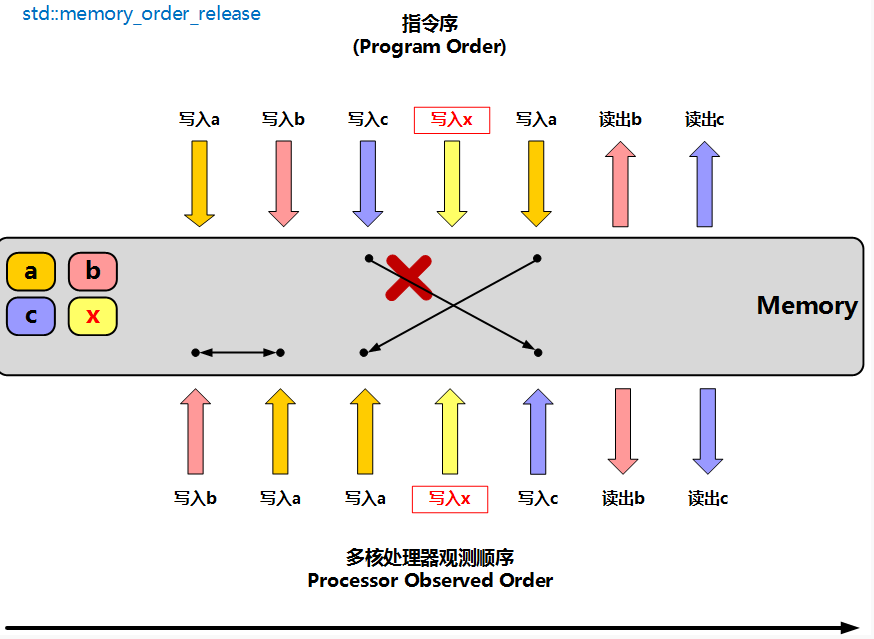 std::memory_order_release
指令序
(Program Order)
写入a 写入b 写入c 写入x 写入a 读出b 读出c
a b
c x
Memory
写入b 写入a 写入a 写入x 写入c 读出b 读出c
多核处理器观测顺序
Processor Observed Order